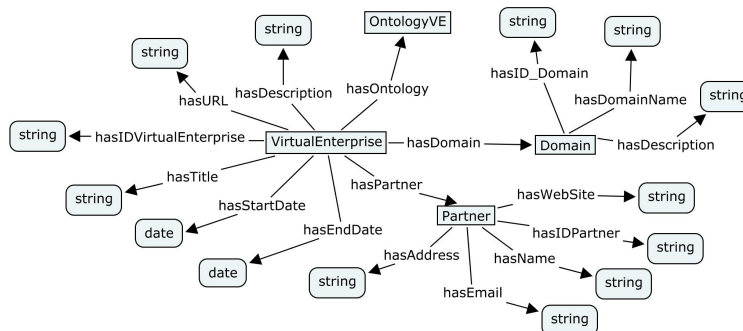 string
string
OntologyVE
string
string
string
hasURL
hasDescription
hasOntology
hasID_Domain
hasDomainName
string
string
hasIDVirtualEnterprise
VirtualEnterprise
hasDomain
Domain
hasDescription
hasTitle
hasPartner
string
hasStartDate
hasWebSite
string
date
hasEndDate
Partner
hasIDPartner
string
date
hasAddress
hasName
string
hasEmail
string
string